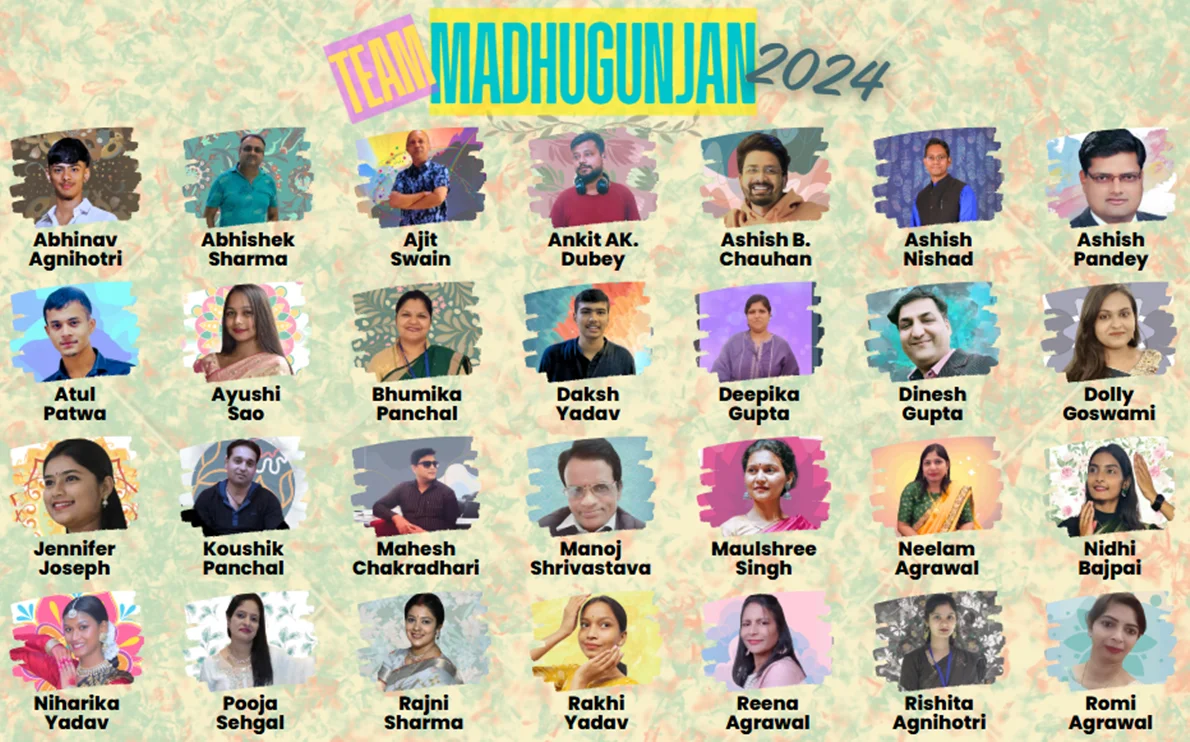 TEAM MADHUGUNJAN 2024
Abhinav
Agnihotri
Abhishek
Sharma
Ajit
Swain
Ankit AK.
Dubey
Ashish B.
Chauhan
Ashish
Nishad
Ashish
Pandey
Atul
Patwa
Ayushi
Sao
Bhumika
Panchal
Daksh
Yadav
Deepika
Gupta
Dinesh
Gupta
Dolly
Goswami
Jennifer
Joseph
Koushik
Panchal
Mahesh
Chakradhari
Manoj
Shrivastava
Maulshree
Singh
Neelam
Agrawal
Nidhi
Bajpai
Niharika
Yadav
Pooja
Sehgal
Rajni
Sharma
Rakhi
Yadav
Reena
Agrawal
Rishita
Agnihotri
Romi
Agrawal